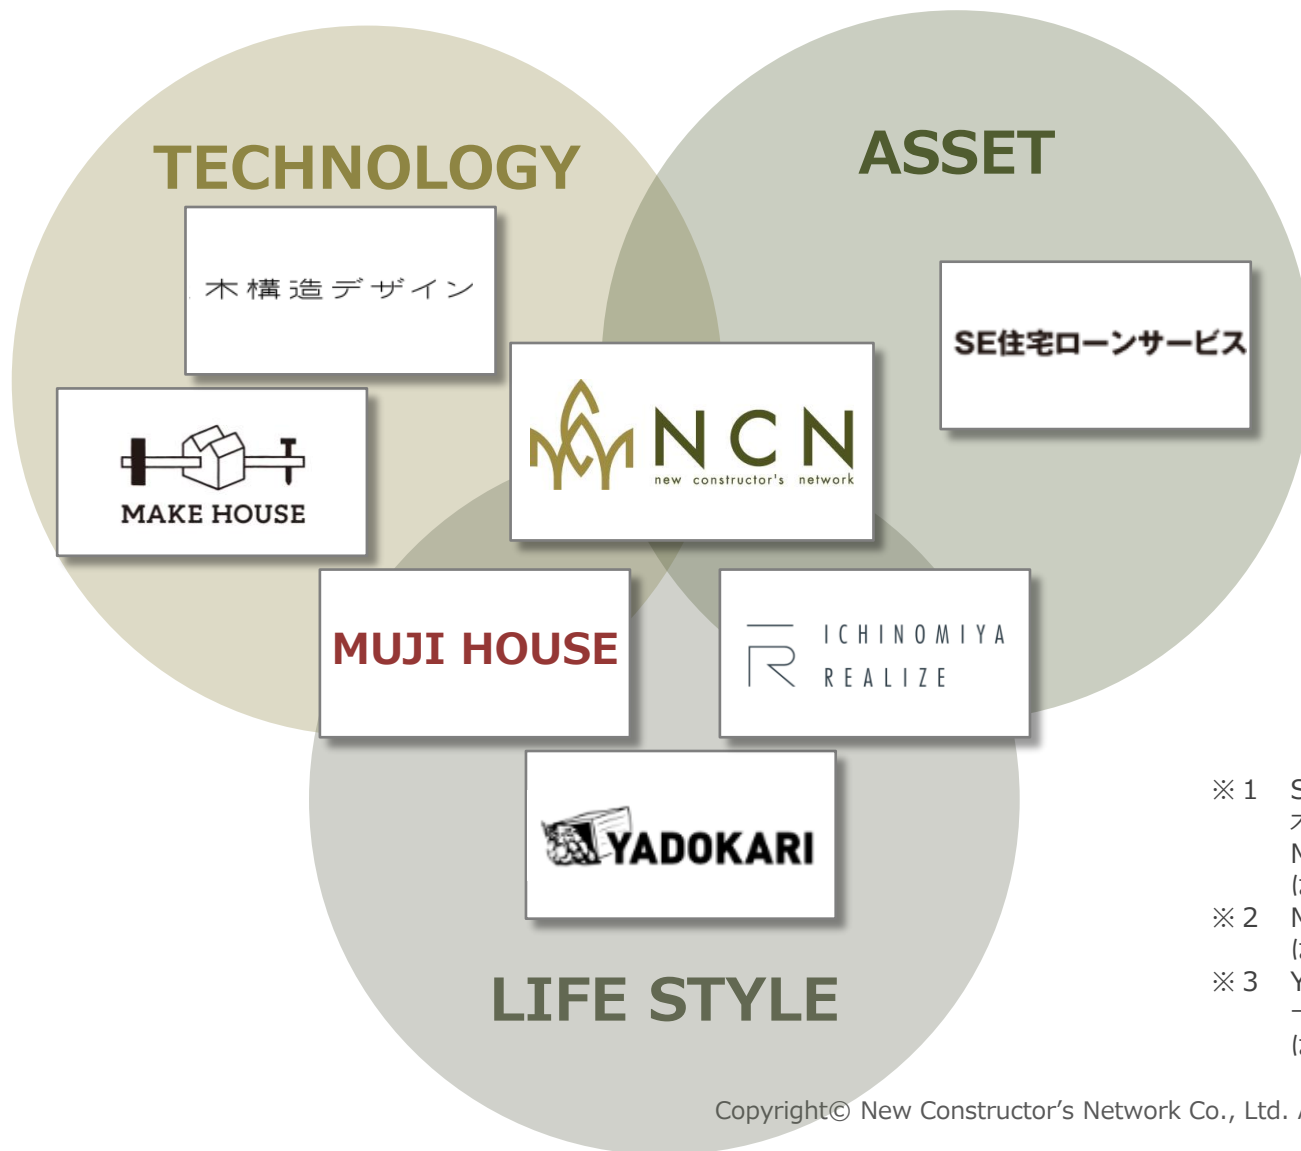 TECHNOLOGY
ASSET
木構造デザイン
SE住宅ローンサービス
MAKE HOUSE
NCN
new constructor's network
MUJI HOUSE
ICHINOMIYA
REALIZE
YADOKARI
LIFE STYLE
※1
※2
※3
Copyright© New Constructor’s Network Co., Ltd.